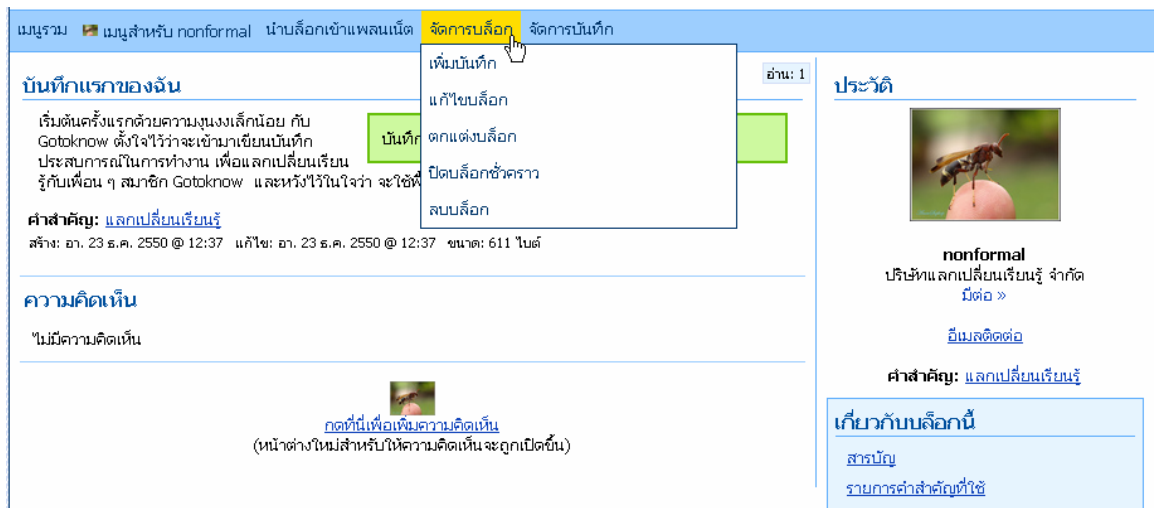 เมนูรวม เมนูสำหรับ nonformal นำบล็อกเข้าแพลนเน็ต จัดการบล็อก จัดการบันทึก
เพิ่มบันทึก
แก้ไขบล็อก
ตกแต่งบล็อก
ปิดบล็อกชั่วคราว
ลบบล็อก
อ่าน: 1
บันทึกแรกของฉัน
เริ่มต้นครั้งแรกด้วยความงุนงงเล็กน้อย กับ
Gotoknow ตั้งใจไว้ว่าจะเข้ามาเขียนบันทึก
ประสบการณ์ในการทำงาน เพื่อแลกเปลี่ยนเรียน
รู้กับเพื่อน ๆ สมาชิก Gotoknow และหวังไว้ในใจว่า จะใช้
บันทึก
คำสำคัญ: แลกเปลี่ยนเรียนรู้
สร้าง: อา. 23 ธ.ค. 2550 @ 12:37 แก้ไข: อา. 23 ธ.ค. 2550 @ 12:37 ขนาด: 611 ไบต์
ความคิดเห็น
ไม่มีความคิดเห็น
กดที่นี่เพื่อเพิ่มความคิดเห็น
(หน้าต่างใหม่สำหรับให้ความคิดเห็นจะถูกเปิดขึ้น)
ประวัติ
nonformal
บริษัทแลกเปลี่ยนเรียนรู้ จำกัด
มีต่อ »
อีเมลติดต่อ
คำสำคัญ: แลกเปลี่ยนเรียนรู้
เกี่ยวกับบล็อกนี้
สารบัญ
รายการคำสำคัญที่ใช้